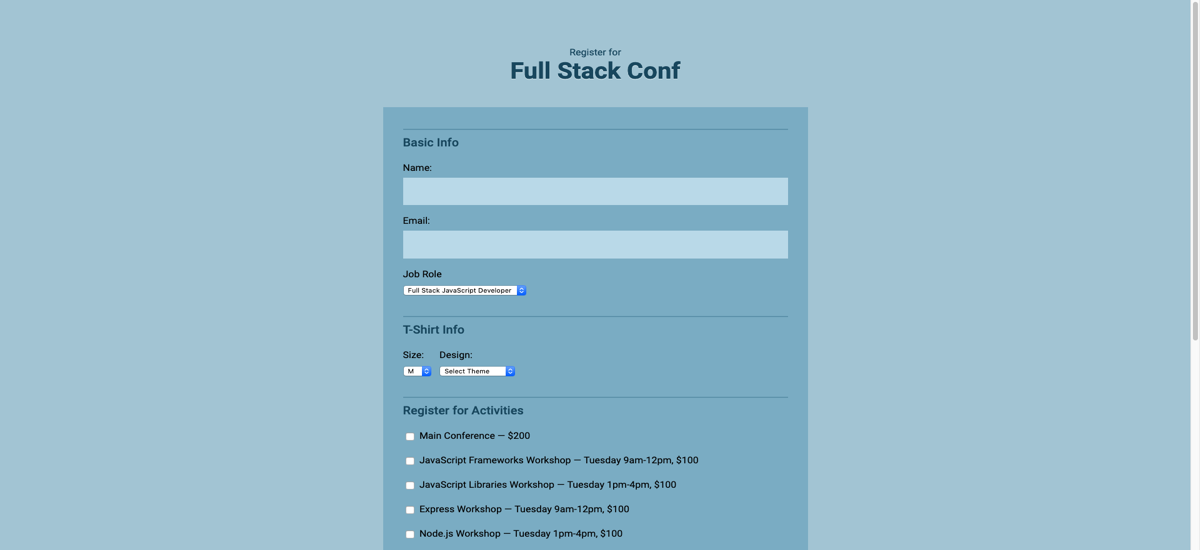 Register for
Full Stack Conf
Basic Info
Name:
Email:
Job Role
Full Stack JavaScript Developer
T-Shirt Info
Size: Design:
M Select Theme
Register for Activities
Main Conference — $200
JavaScript Frameworks Workshop — Tuesday 9am-12pm, $100
JavaScript Libraries Workshop — Tuesday 1pm-4pm, $100
Express Workshop — Tuesday 9am-12pm, $100
Node.js Workshop — Tuesday 1pm-4pm, $100